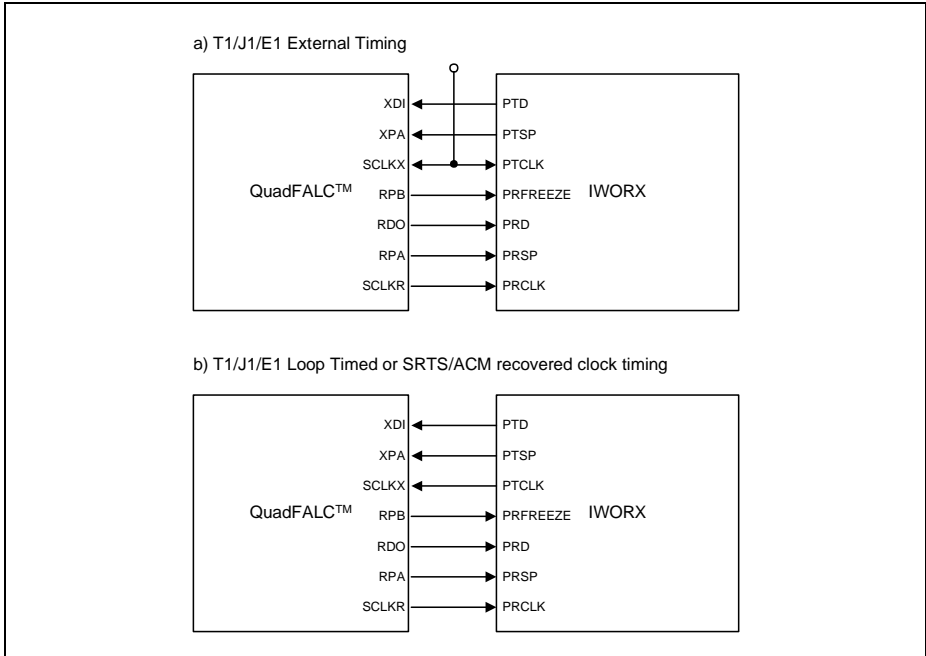 a) T1/J1/E1 External Timing
XDI PTD
XPA PTSP
SCLKX PTCLK
QuadFALC™ RPB PRFREEZE IWORX
RDO PRD
RPA PRSP
SCLKR PRCLK
b) T1/J1/E1 Loop Timed or SRTS/ACM recovered clock timing
XDI PTD
XPA PTSP
SCLKX PTCLK
QuadFALC™ RPB PRFREEZE IWORX
RDO PRD
RPA PRSP
SCLKR PRCLK